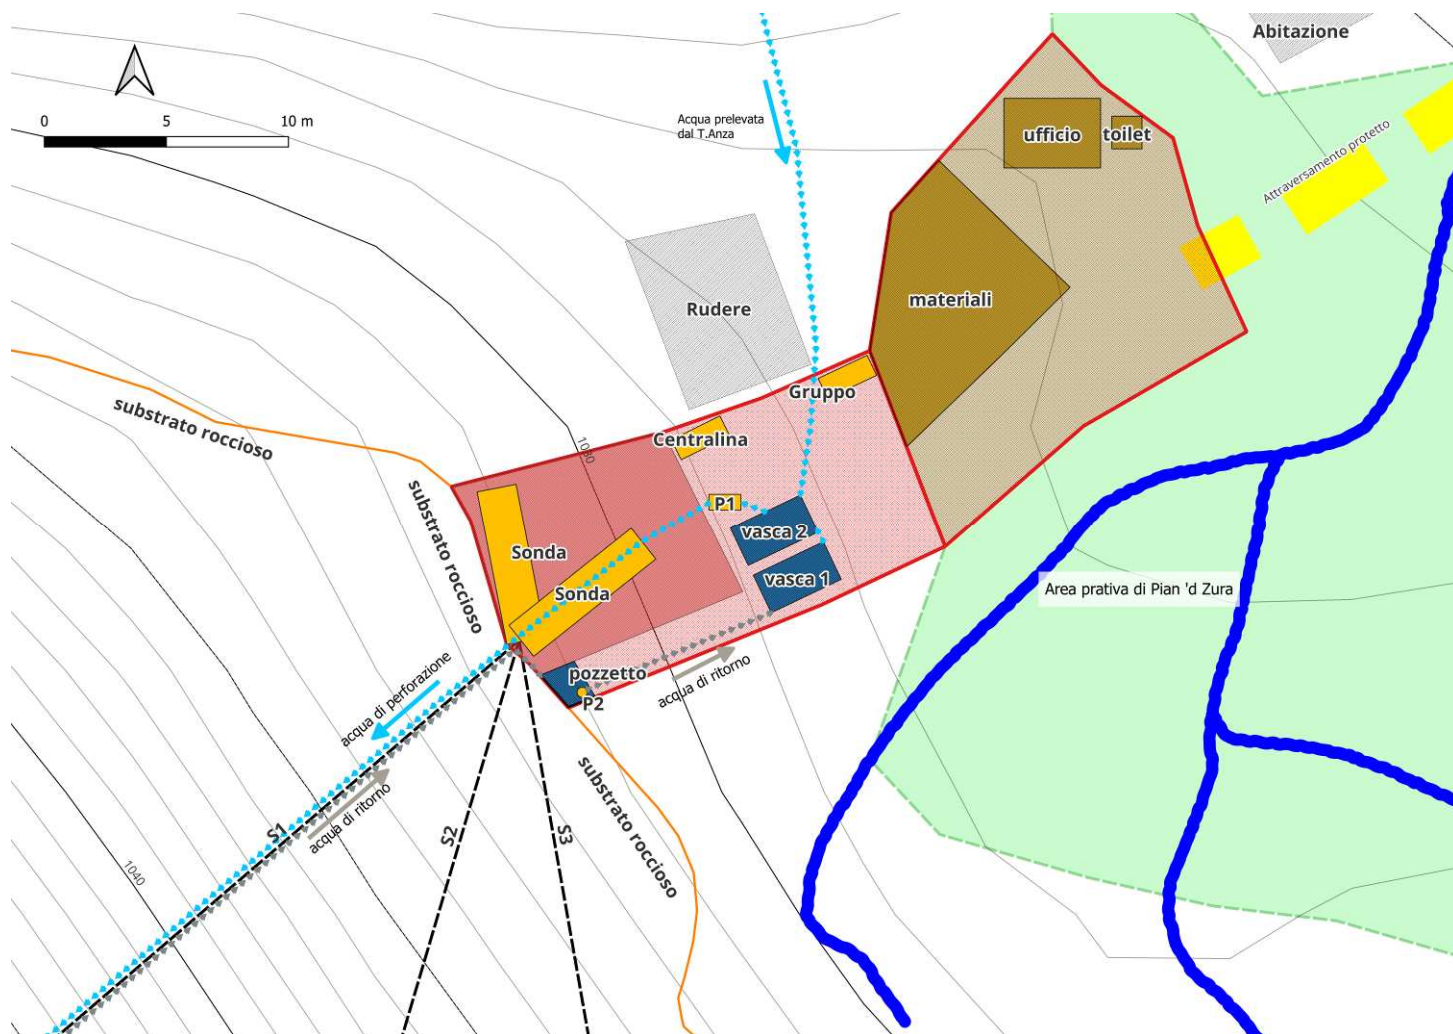 Abitazione
0
5
10 m
Acqua prelevata
dal T.Anza
ufficio
toilet
Attraversamento protetto
materiali
Rudere
Gruppo
substrato roccioso
Centralina
1030
substrato roccioso
P1
vasca 2
Sonda
vasca 1
Sonda
Area prativa di Pian 'd Zura
pozzetto
P2
acqua di ritorno
acqua di perforazione
acqua di ritorno
S1
S2
S3
substrato roccioso
1040